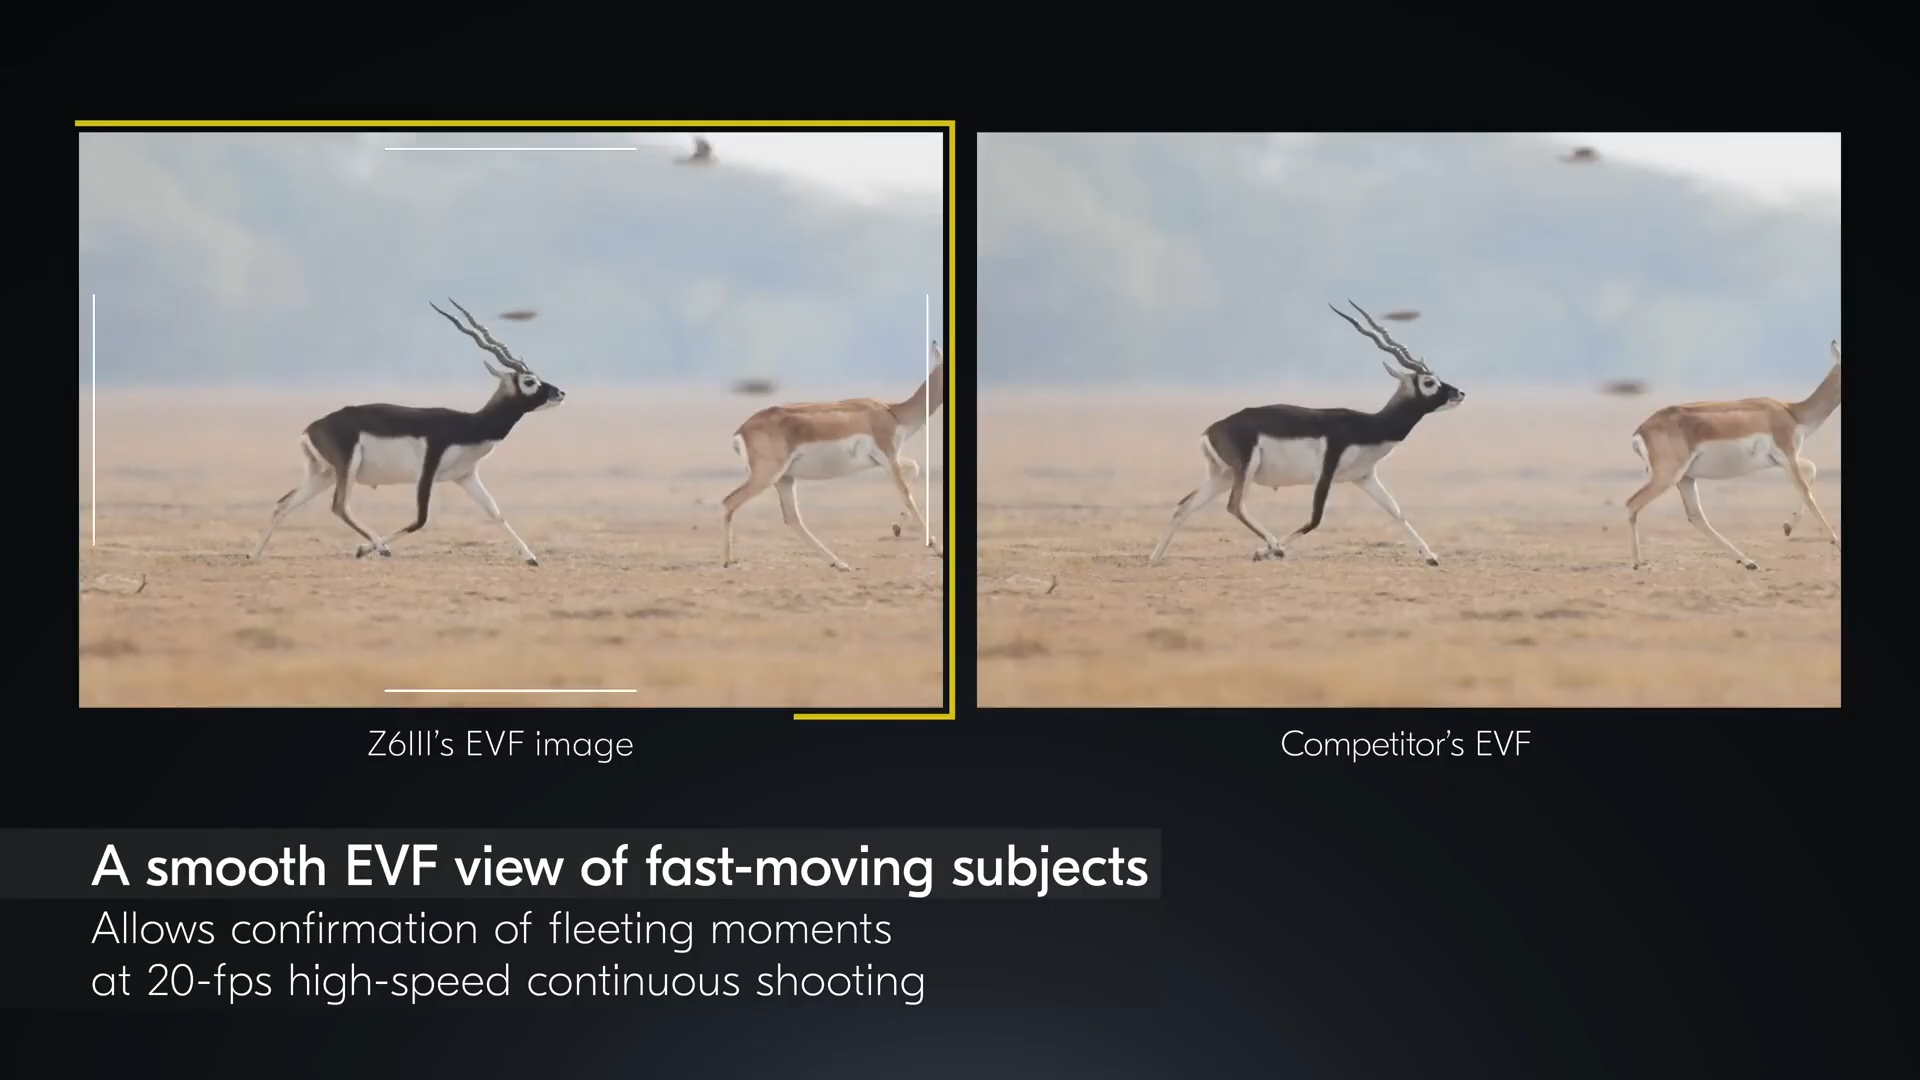 Z6III’s EVF image
Competitor’s EVF
A smooth EVF view of fast-moving subjects
Allows confirmation of fleeting moments
at 20-fps high-speed continuous shooting